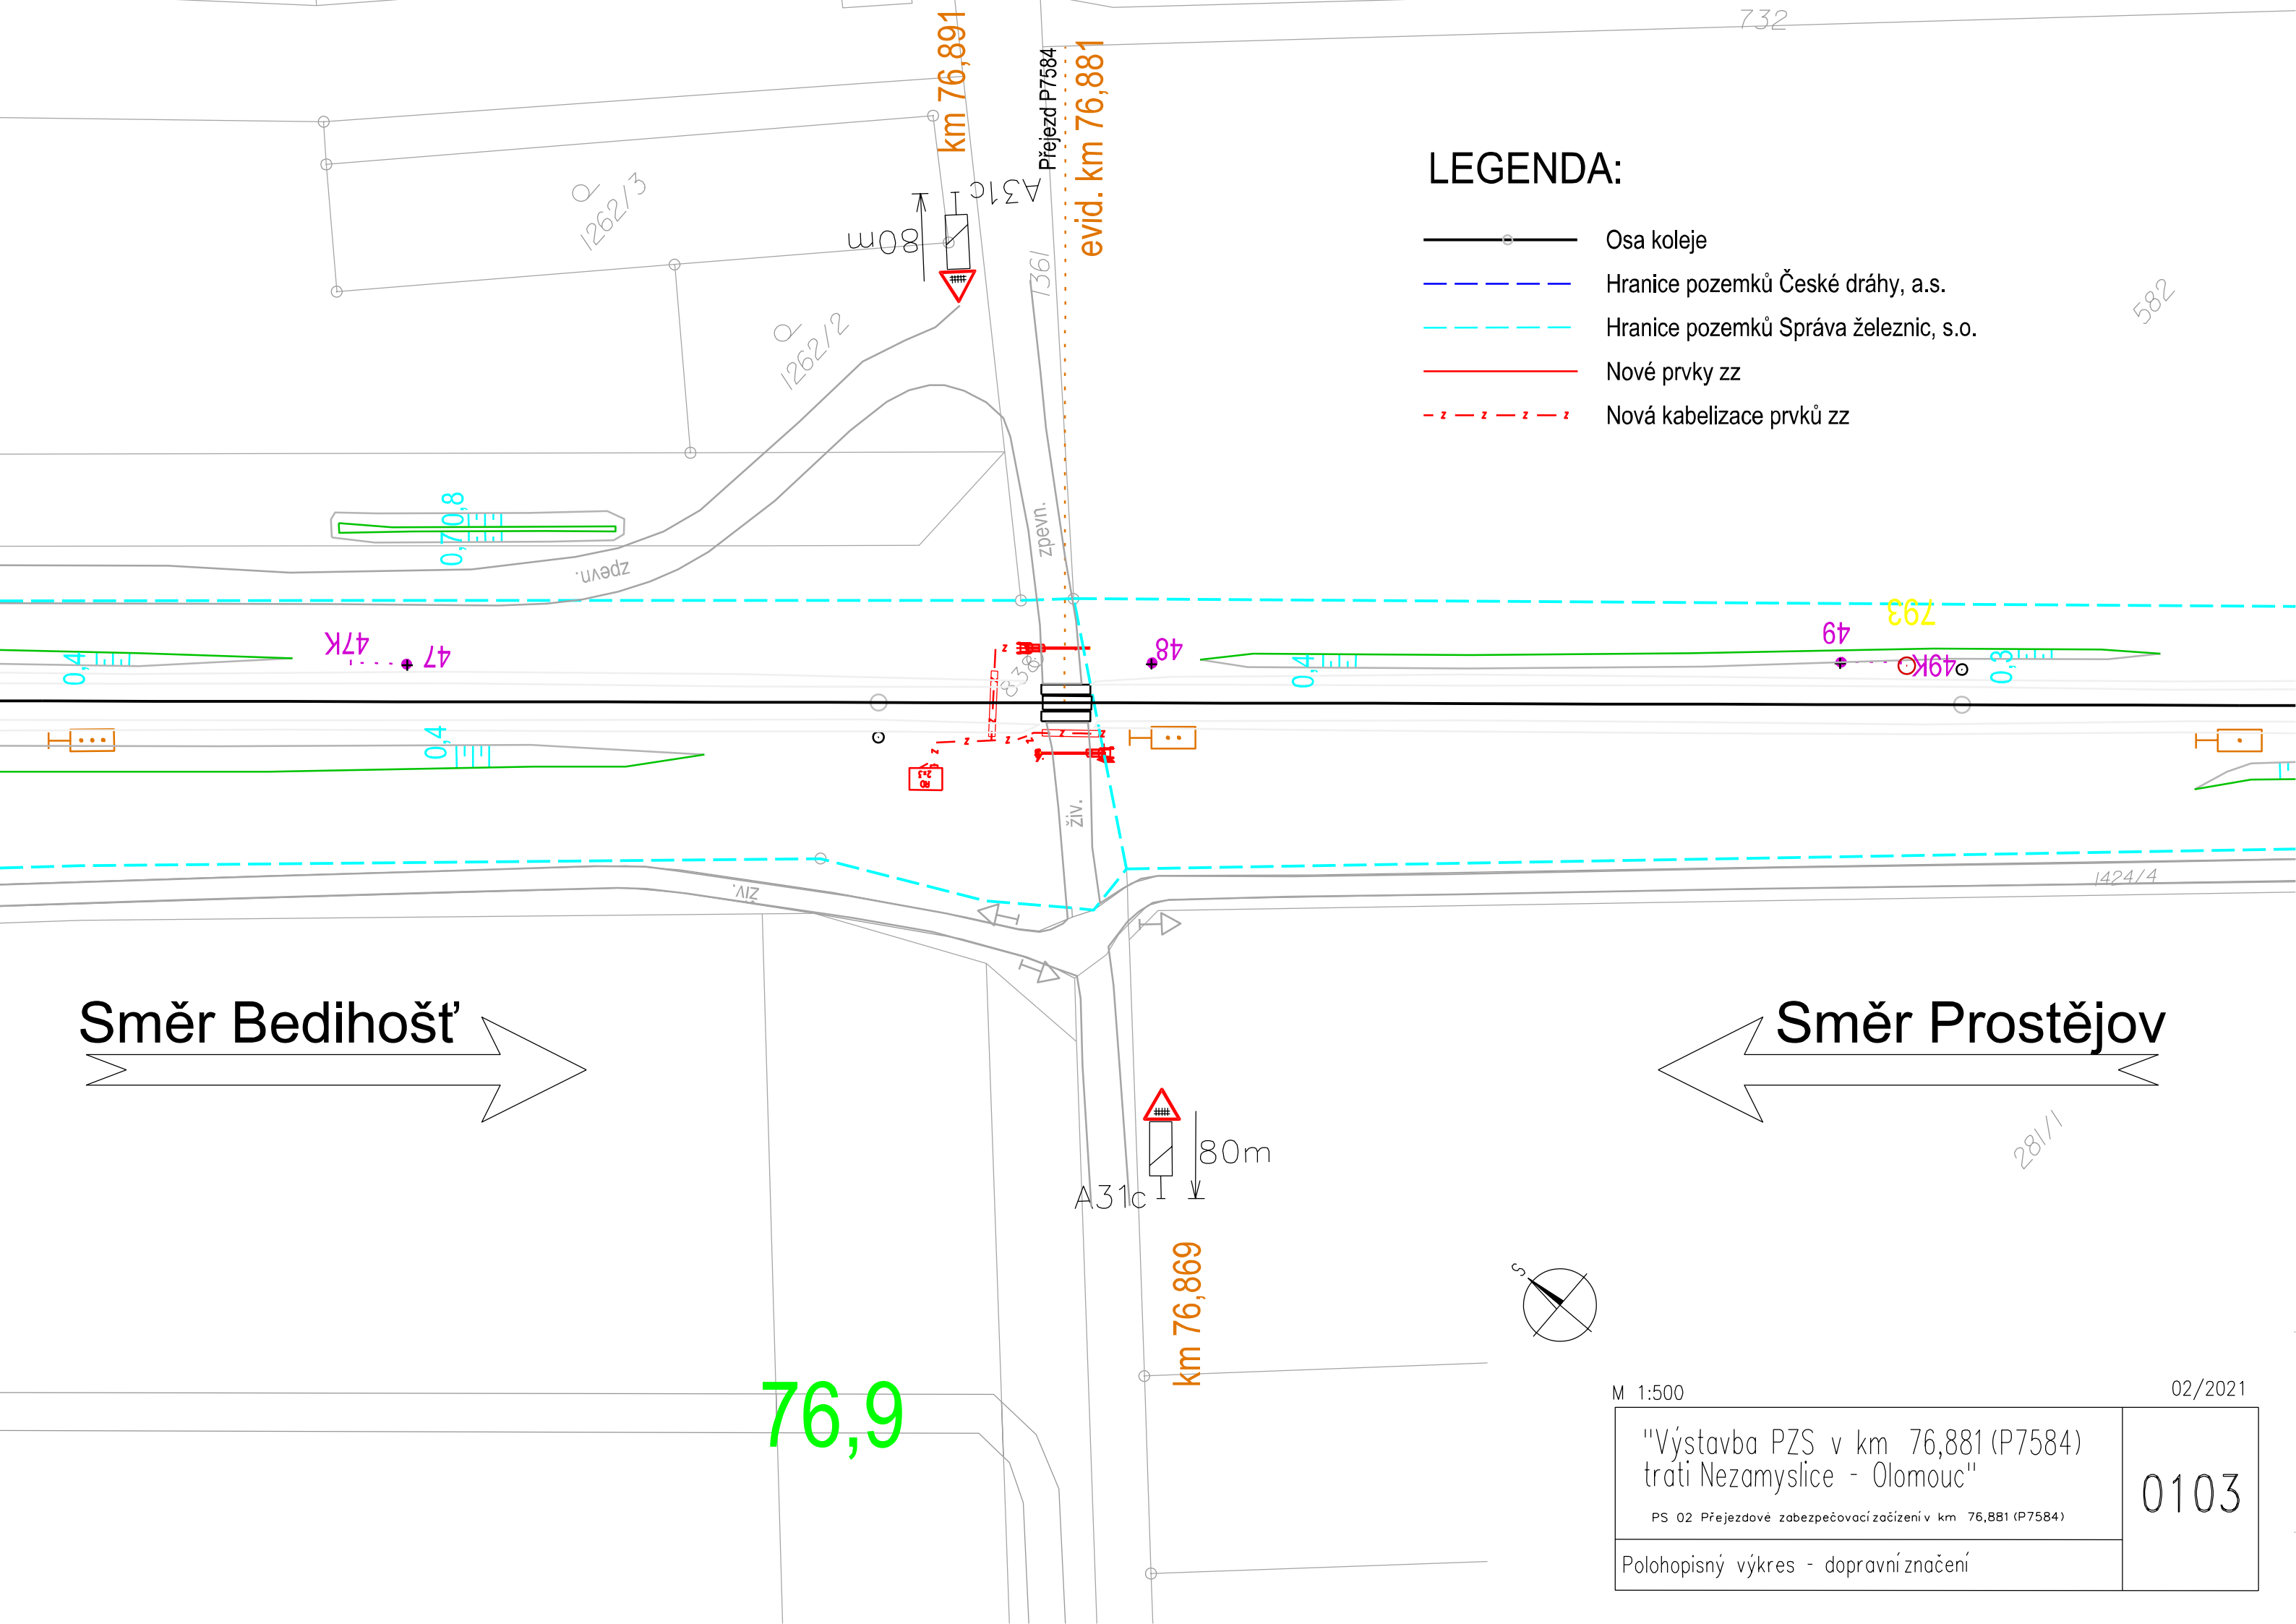 732
km 76,891
Přejezd P7584
evid. km 76,881
A31c
80m
1361
1262/3
1262/2
582
LEGENDA:
Osa koleje
Hranice pozemků České dráhy, a.s.
Hranice pozemků Správa železnic, s.o.
Nové prvky zz
z z z z
Nová kabelizace prvků zz
0,8
0,7
zpevn.
zpevn.
793
47K
47
48
49
49K
0,4
0,4
0,3
838
0,4
živ.
živ.
1424/4
Směr Bedihošť
Směr Prostějov
80m
A31c
281/1
km 76,869
S
76,9
M 1:500
02/2021
"Výstavba PZS v km 76,881 (P7584)
trati Nezamyslice - Olomouc"
0103
PS 02 Přejezdové zabezpečovací začízení v km 76,881 (P7584)
Polohopisný výkres - dopravní značení